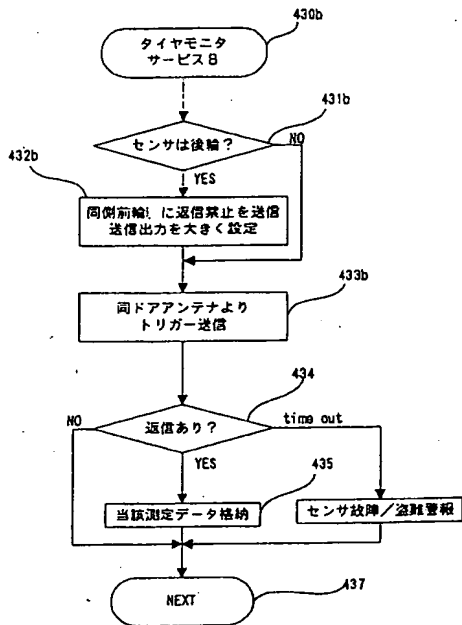 430b
タイヤモニタ
サービス8
431b
センサは後輪?
NO
432b
YES
同側前輪に返信禁止を送信
送信出力を大きく設定
433b
同ドアアンテナより
トリガー送信
434
NO
返信あり?
time out
YES
435
当該測定データ格納
センサ故障/盗難警報
NEXT
437